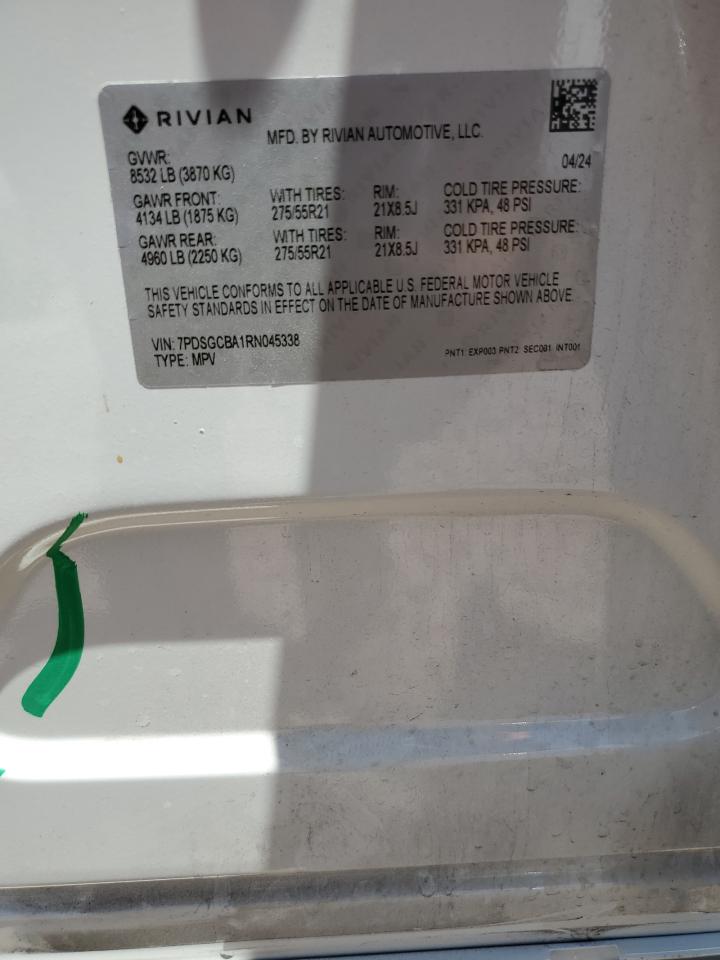 RIVIAN
MFD. BY RIVIAN AUTOMOTIVE, LLC.
GVWR:
8532 LB (3870 KG)
04/24
GAWR FRONT: WITH TIRES: RIM: COLD TIRE PRESSURE:
4134 LB (1875 KG) 275/55R21 21X8.5J 331 KPA, 48 PSI
GAWR REAR: WITH TIRES: RIM: COLD TIRE PRESSURE:
4960 LB (2250 KG) 275/55R21 21X8.5J 331 KPA, 48 PSI
THIS VEHICLE CONFORMS TO ALL APPLICABLE U.S. FEDERAL MOTOR VEHICLE
SAFETY STANDARDS IN EFFECT ON THE DATE OF MANUFACTURE SHOWN ABOVE.
VIN: 7PDSGCBA1RN045338
TYPE: MPV
PNT1: EXP003 PNT2: SEC001 INT001